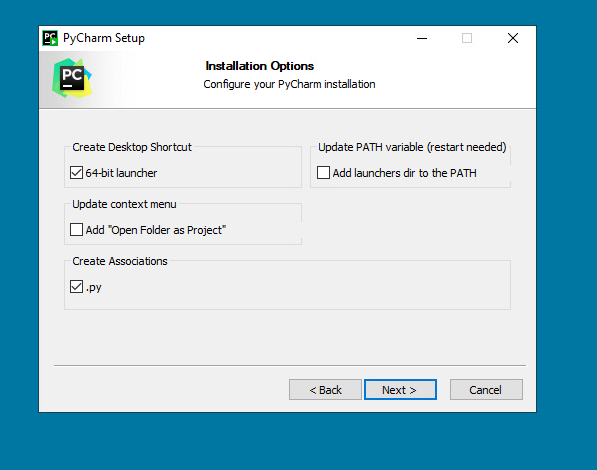 PC PyCharm Setup
PC
Installation Options
Configure your PyCharm installation
Create Desktop Shortcut
64-bit launcher
Update PATH variable (restart needed)
Add launchers dir to the PATH
Update context menu
Add "Open Folder as Project"
Create Associations
.py
< Back
Next >
Cancel